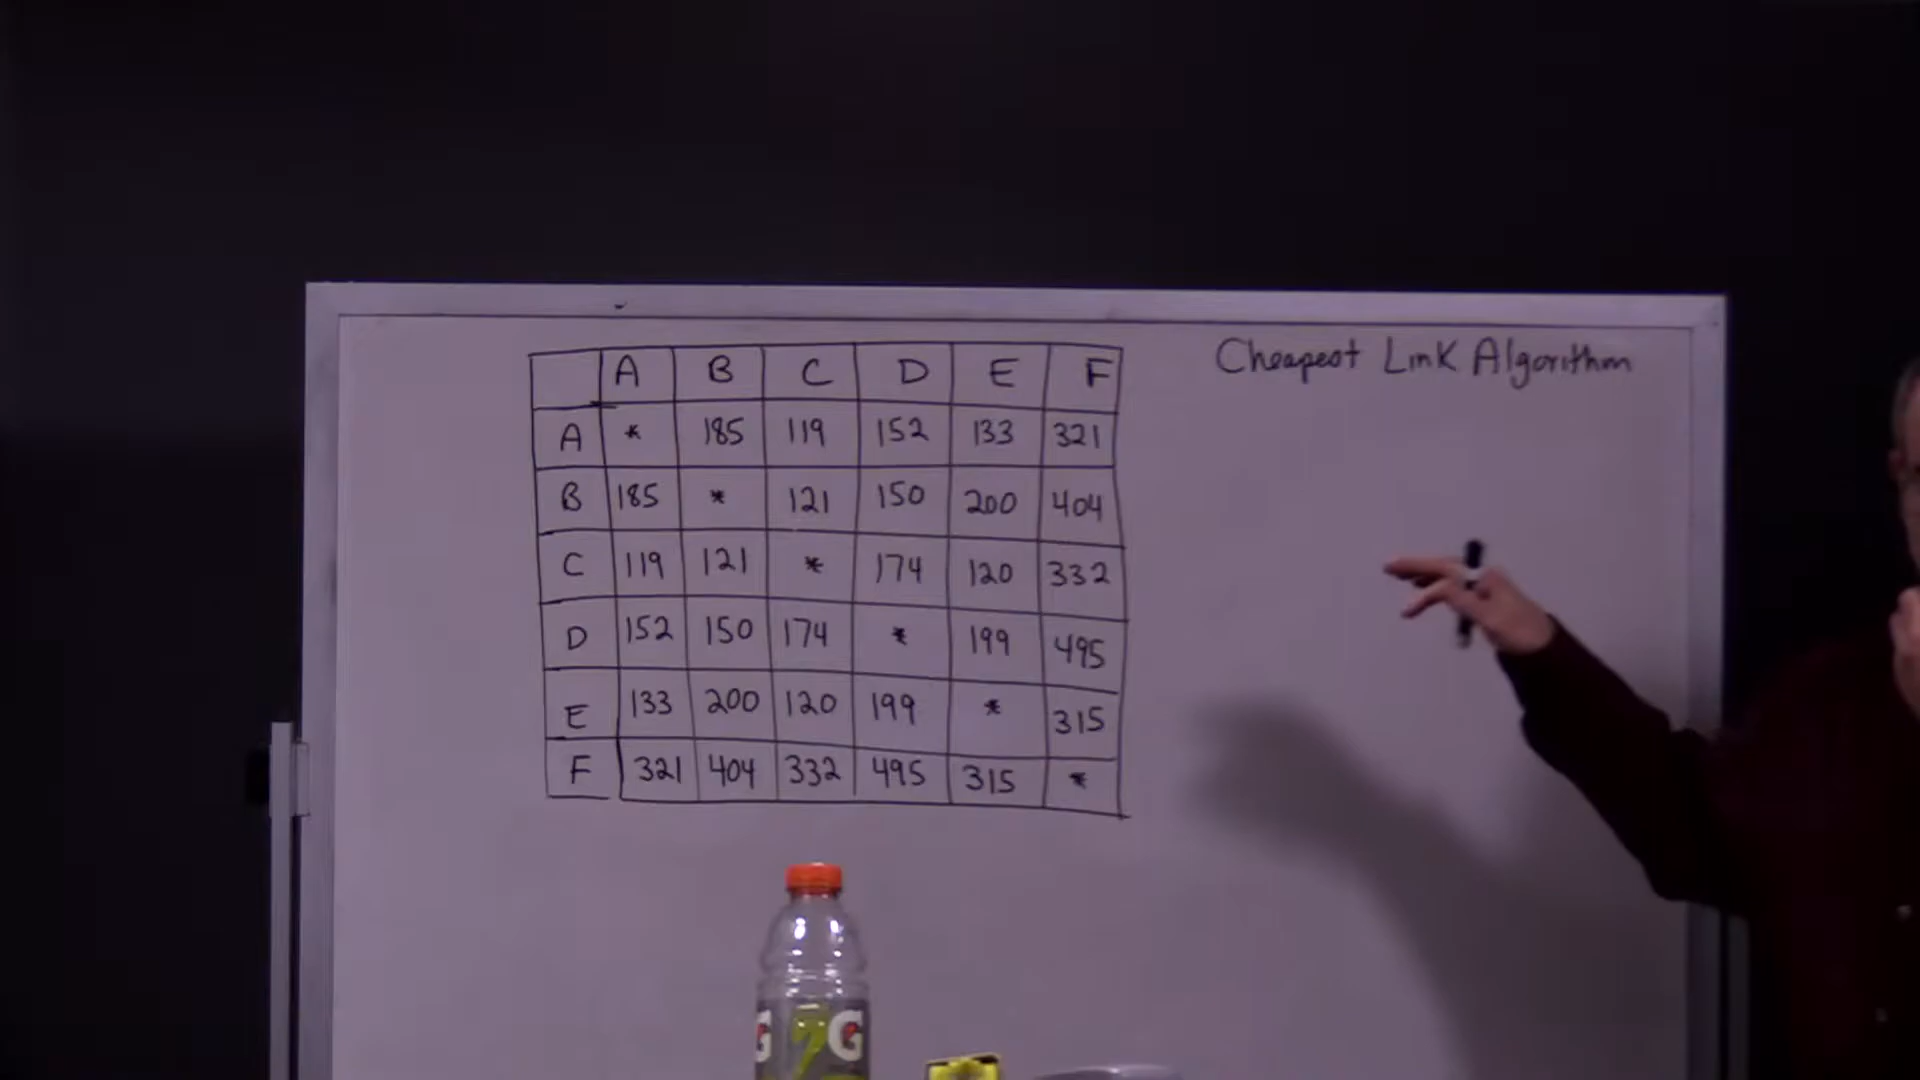 Cheapest Link Algorithm
A B C D E F
A * 185 119 152 133 321
B 185 * 121 150 200 404
C 119 121 * 174 120 332
D 152 150 174 * 199 495
E 133 200 120 199 * 315
F 321 404 332 495 315 *
G G